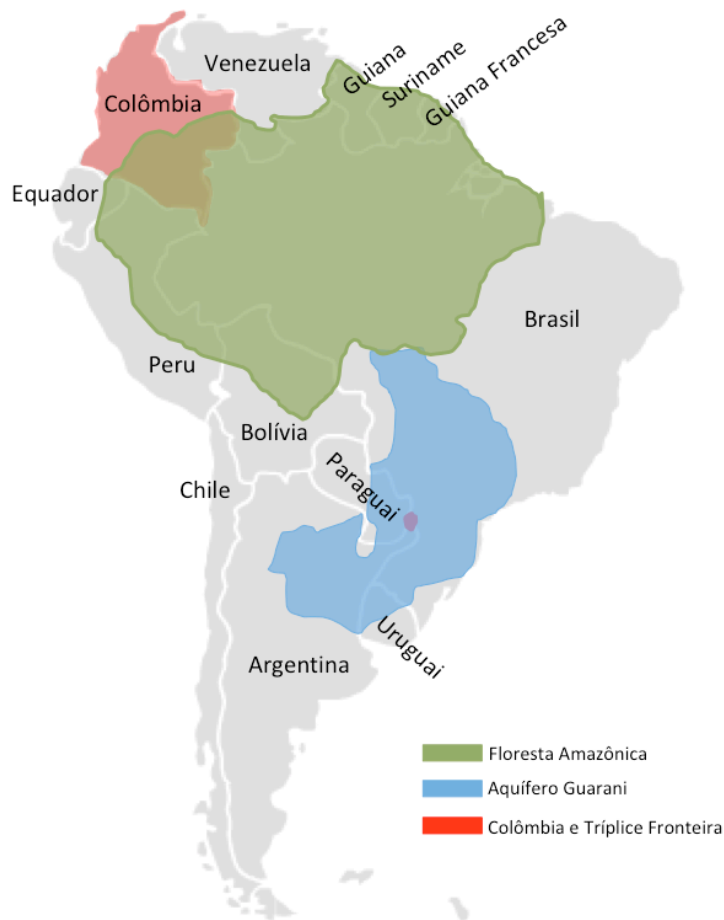 Venezuela
Guiana
Suriname
Guiana Francesa
Colômbia
Equador
Brasil
Peru
Bolívia
Paraguai
Chile
Uruguai
Argentina
Floresta Amazônica
Aquífero Guarani
Colômbia e Tríplice Fronteira